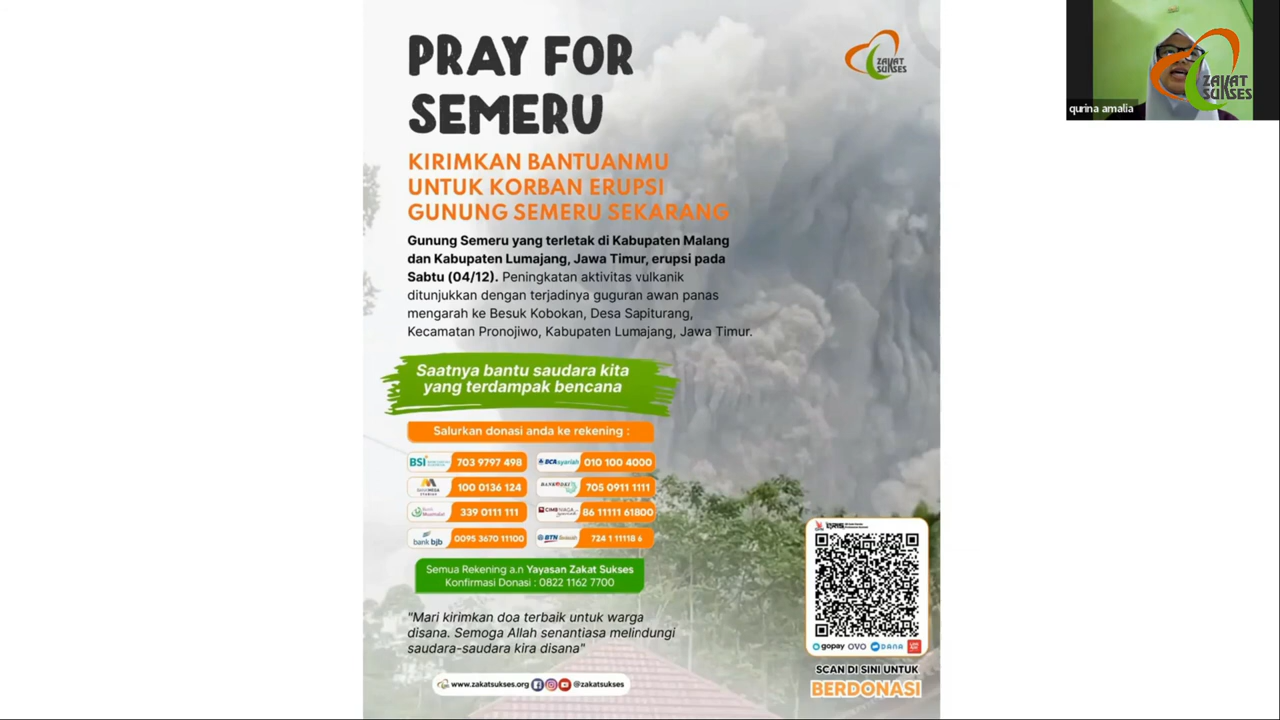 PRAY FOR
SEMERU
ZAKAT
SUKSES
KIRIMKAN BANTUANMU
UNTUK KORBAN ERUPSI
GUNUNG SEMERU SEKARANG
Gunung Semeru yang terletak di Kabupaten Malang
dan Kabupaten Lumajang, Jawa Timur, erupsi pada
Sabtu (04/12). Peningkatan aktivitas vulkanik
ditunjukkan dengan terjadinya guguran awan panas
mengarah ke Besuk Kobokan, Desa Sapiturang,
Kecamatan Pronojiwo, Kabupaten Lumajang, Jawa Timur.
Saatnya bantu saudara kita
yang terdampak bencana
Salurkan donasi anda ke rekening :
BSI 703 9797 498
BCA syariah 010 100 4000
100 0136 124
BANK DKI 705 0911 1111
339 0111 111
CIMB NIAGA 86 11111 61800
bank bjb 0095 3670 11100
BTN 724 1 11118 6
Semua Rekening a.n Yayasan Zakat Sukses
Konfirmasi Donasi : 0822 1162 7700
"Mari kirimkan doa terbaik untuk warga
disana. Semoga Allah senantiasa melindungi
saudara-saudara kira disana"
www.zakatsukses.org @zakatsukses
gopay OVO DANA
SCAN DI SINI UNTUK
BERDONASI
ZAKAT
SUKSES
qurina amalia